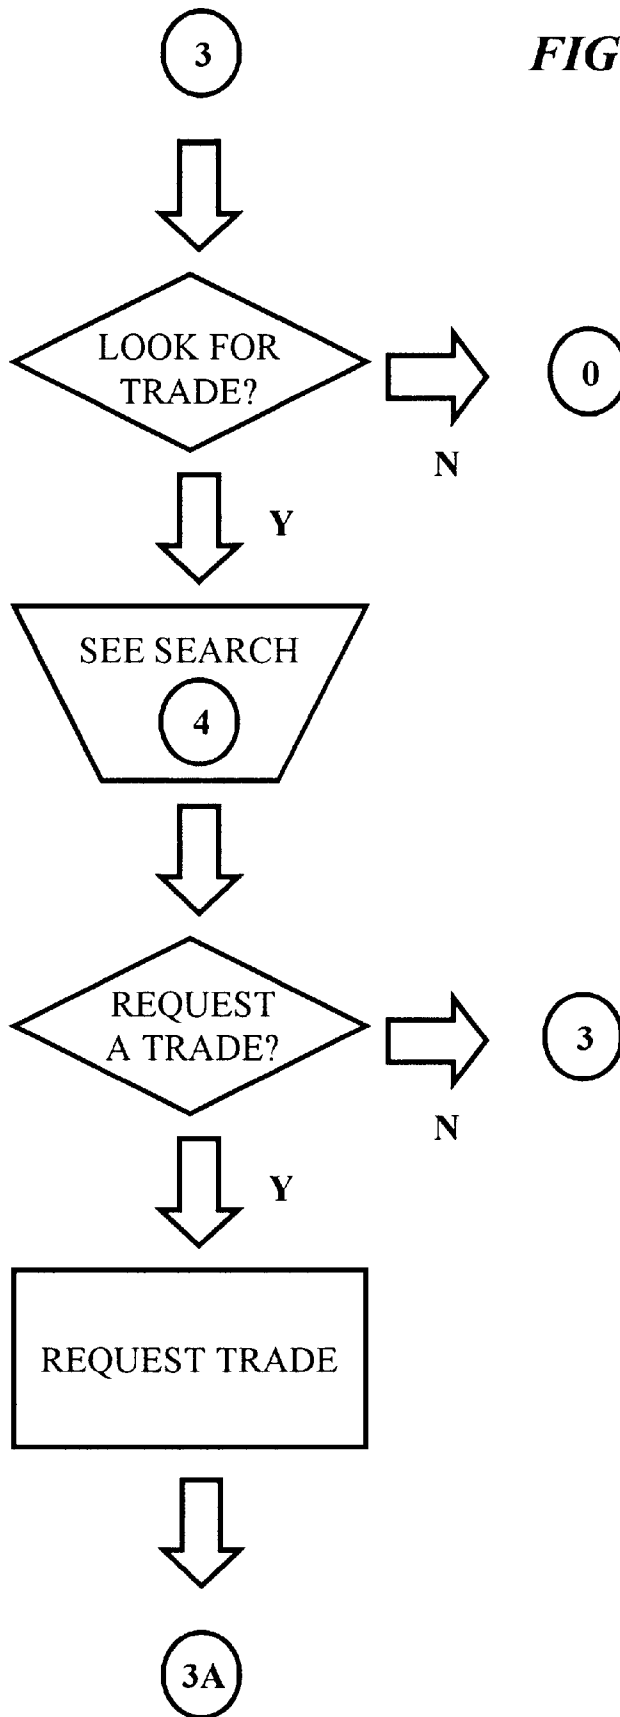 3
FIG
LOOK FOR
TRADE?
0
N
Y
SEE SEARCH
4
REQUEST
A TRADE?
3
N
Y
REQUEST TRADE
3A